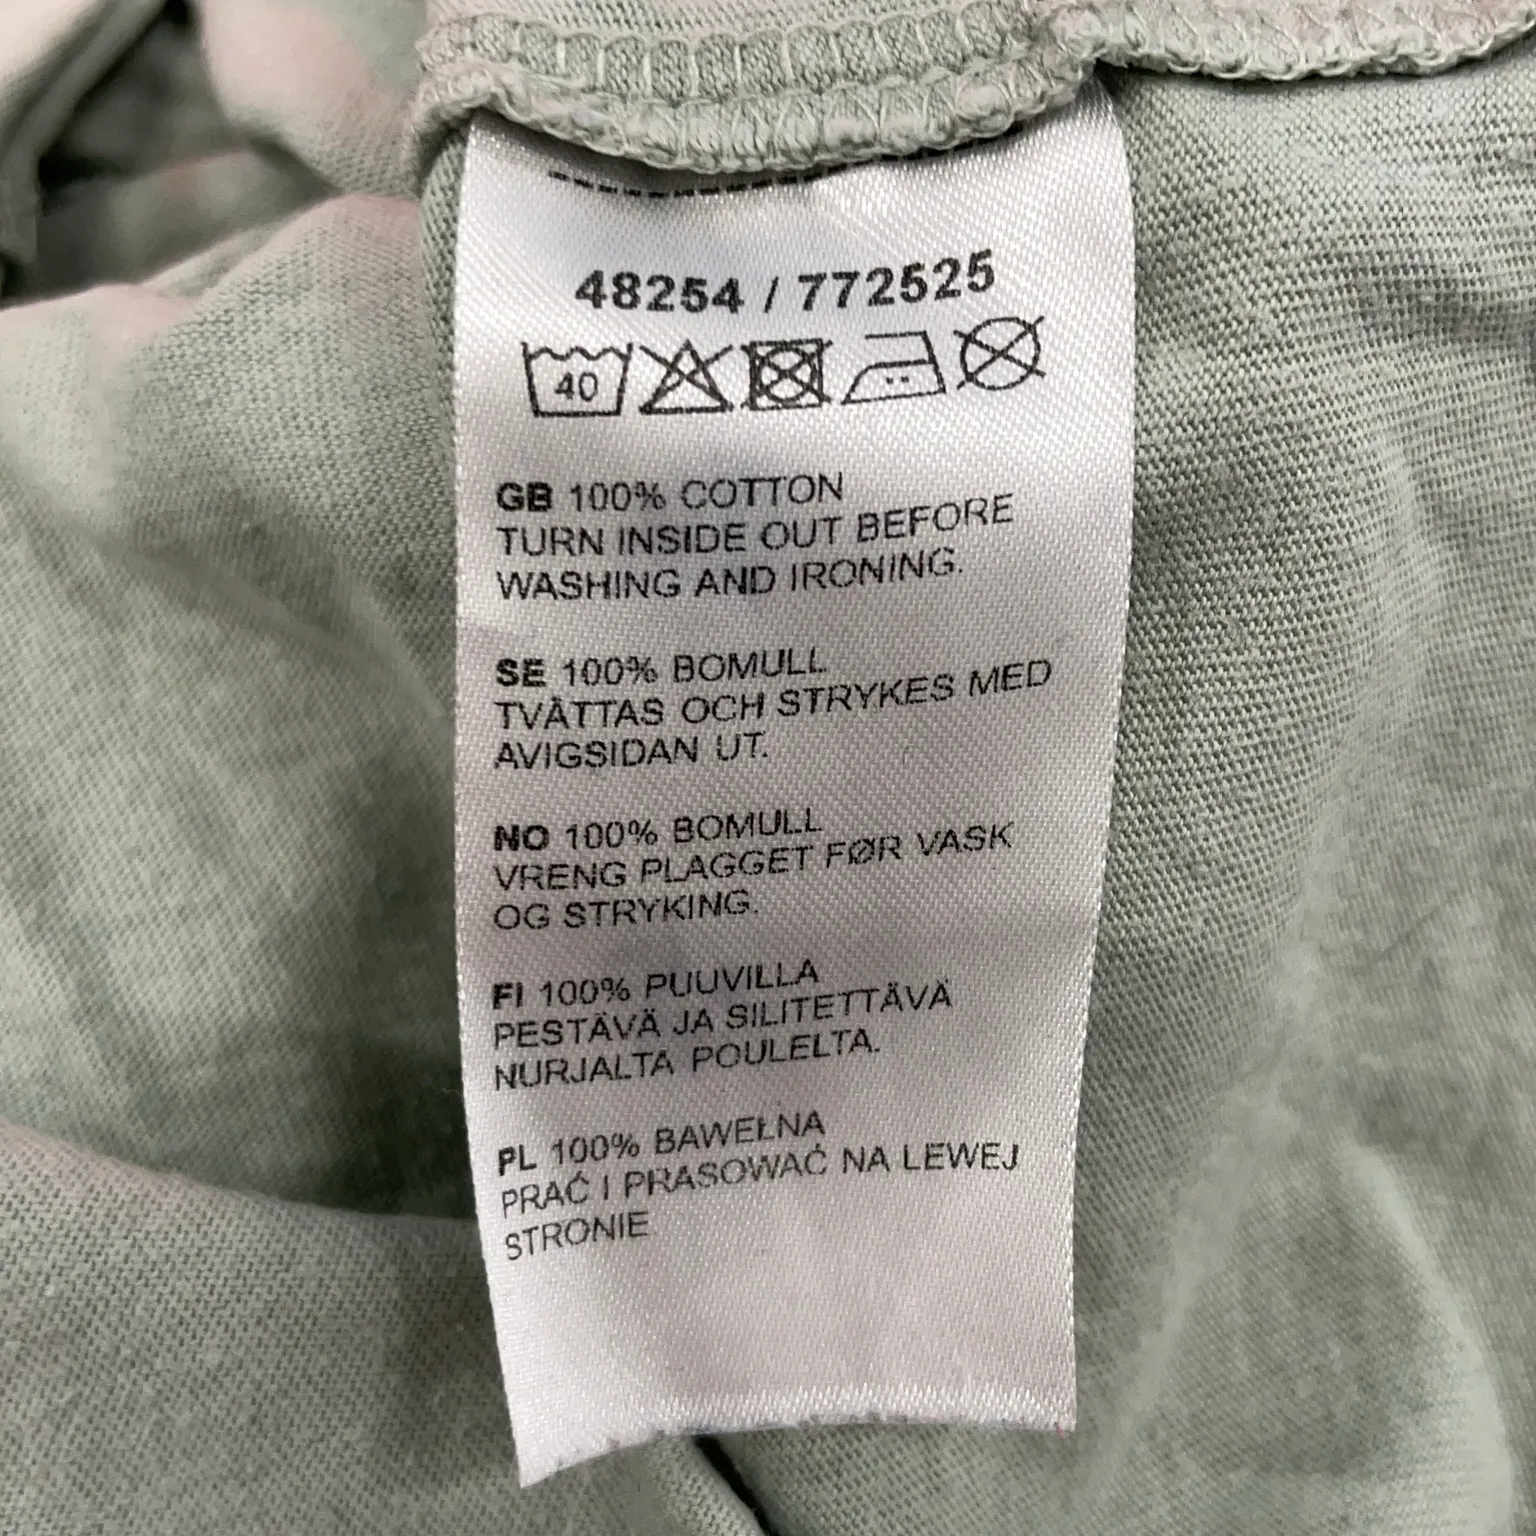 48254 / 772525
40
GB 100% COTTON
TURN INSIDE OUT BEFORE
WASHING AND IRONING.
SE 100% BOMULL
TVÄTTAS OCH STRYKES MED
AVIGSIDAN UT.
NO 100% BOMULL
VRENG PLAGGET FØR VASK
OG STRYKING.
FI 100% PUUVILLA
PESTÄVÄ JA SILITETTÄVÄ
NURJALTA POULELTA.
PL 100% BAWEŁNA
PRAĆ I PRASOWAĆ NA LEWEJ
STRONIE